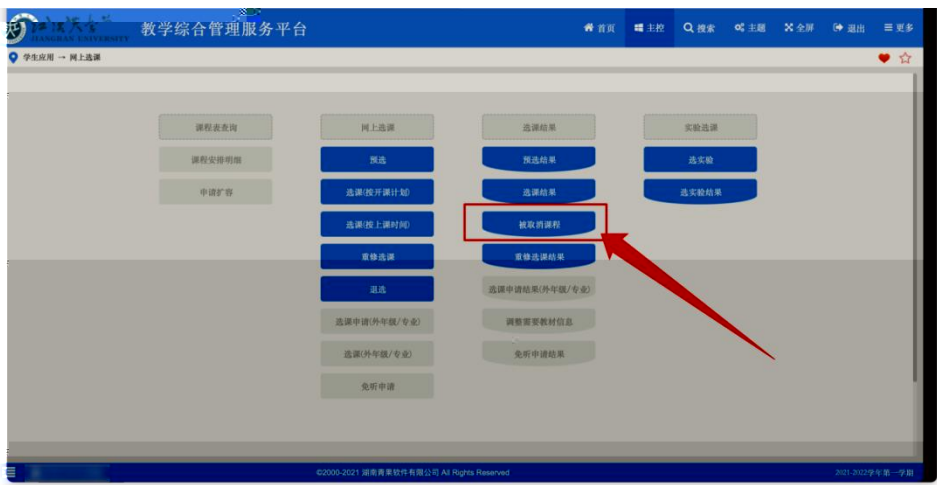 江汉大学
JIANGHAN UNIVERSITY
教学综合管理服务平台
首页 主控 搜索 主题 全屏 退出 更多
学生应用 → 网上选课
课程表查询 网上选课 选课结果 实验选课
课程安排明细 预选 预选结果 选实验
申请扩容 选课(按开课计划) 选课结果 选实验结果
选课(按上课时间) 被取消课程
重修选课 重修选课结果
退选 选课申请结果(外年级/专业)
选课申请(外年级/专业) 调整需要教材信息
选课(外年级/专业) 免听申请结果
免听申请
©2000-2021 湖南青果软件有限公司 All Rights Reserved 2021-2022学年第一学期